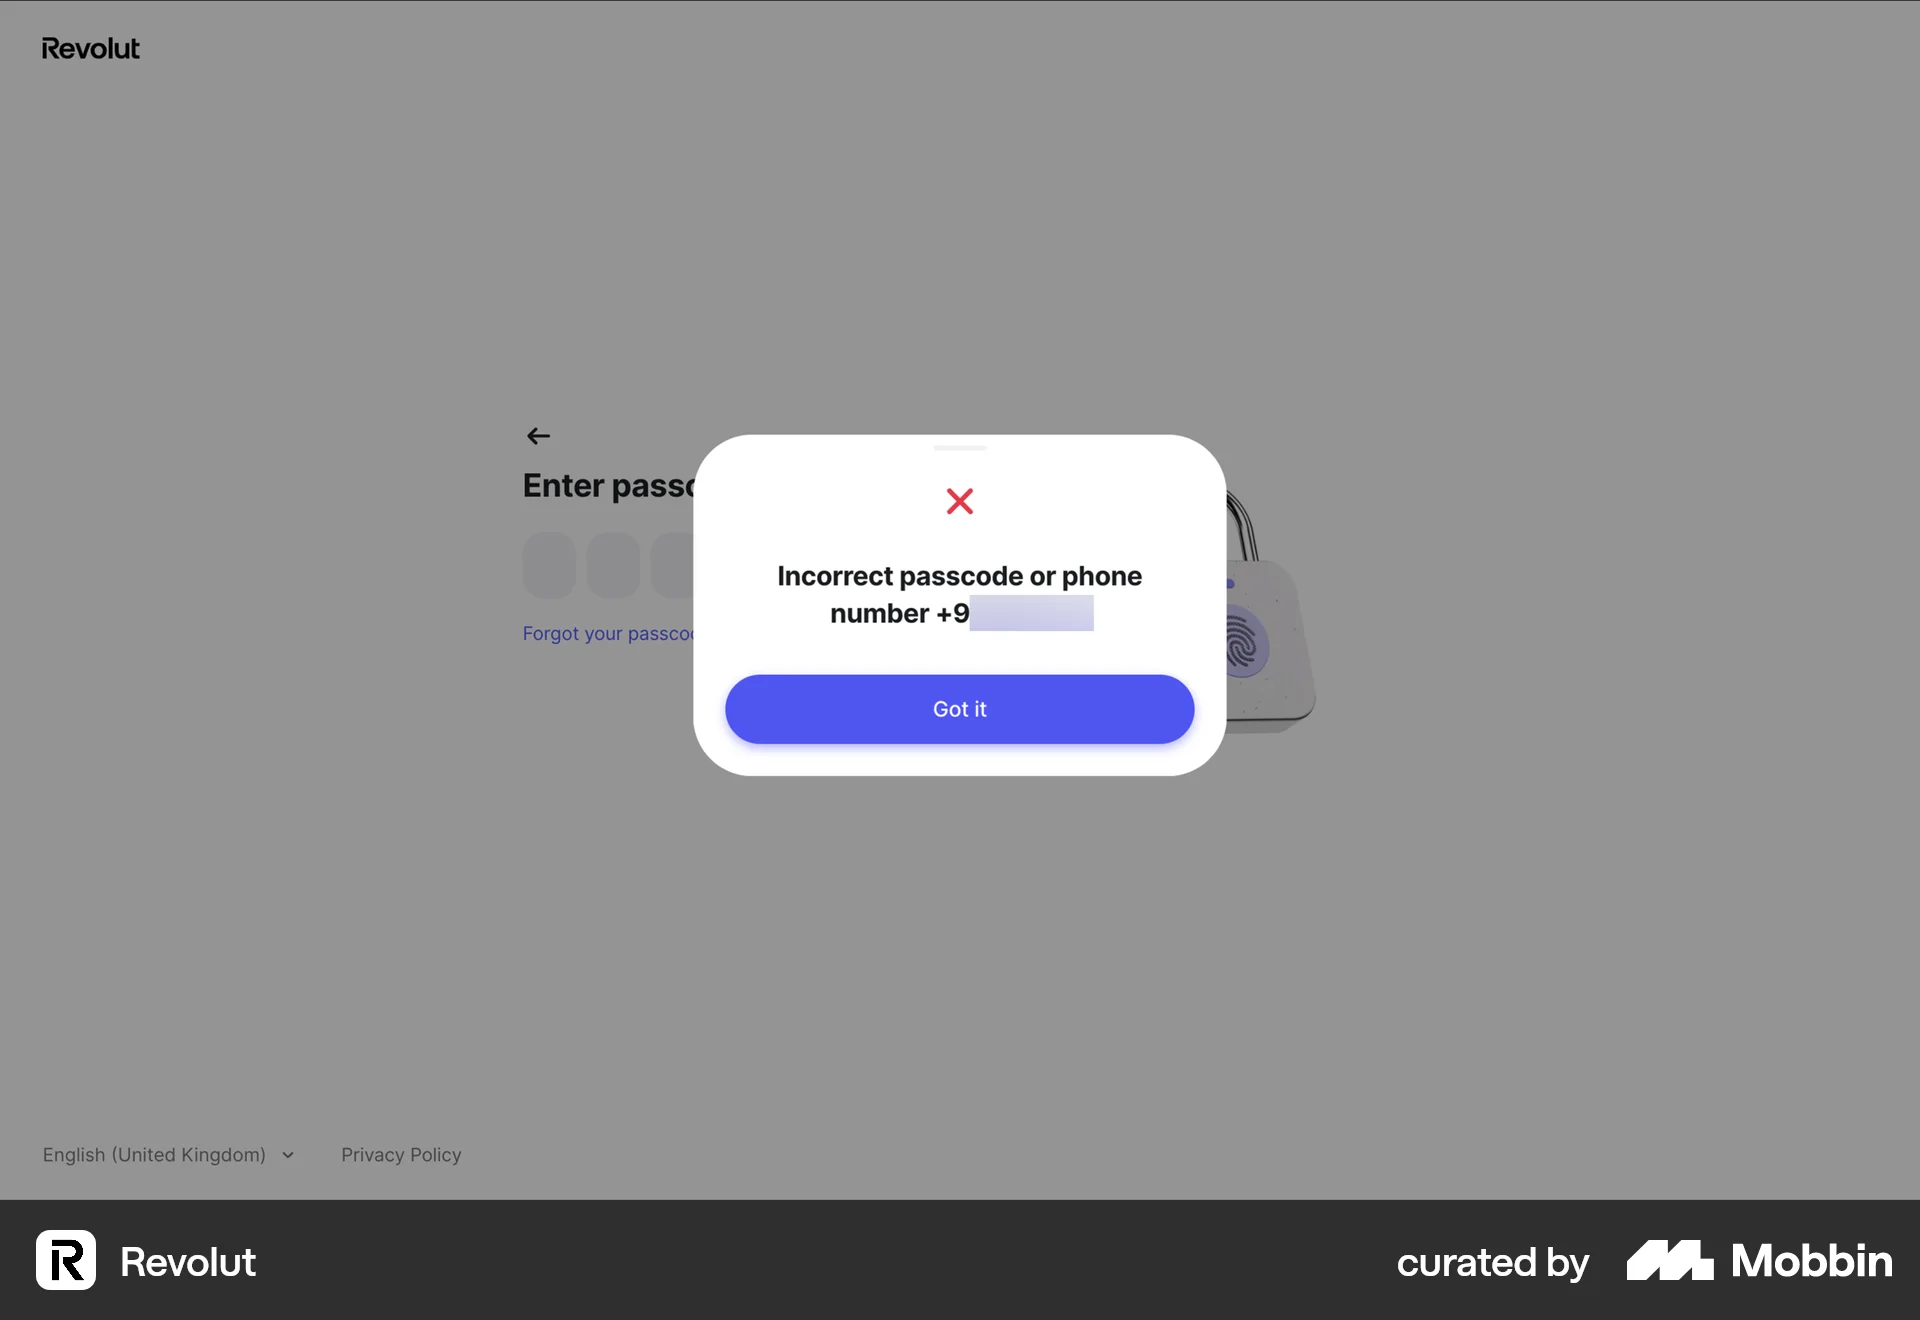 Revolut
Enter passc
Forgot your passco
Incorrect passcode or phone
number +9
Got it
English (United Kingdom)
Privacy Policy
Revolut
curated by Mobbin